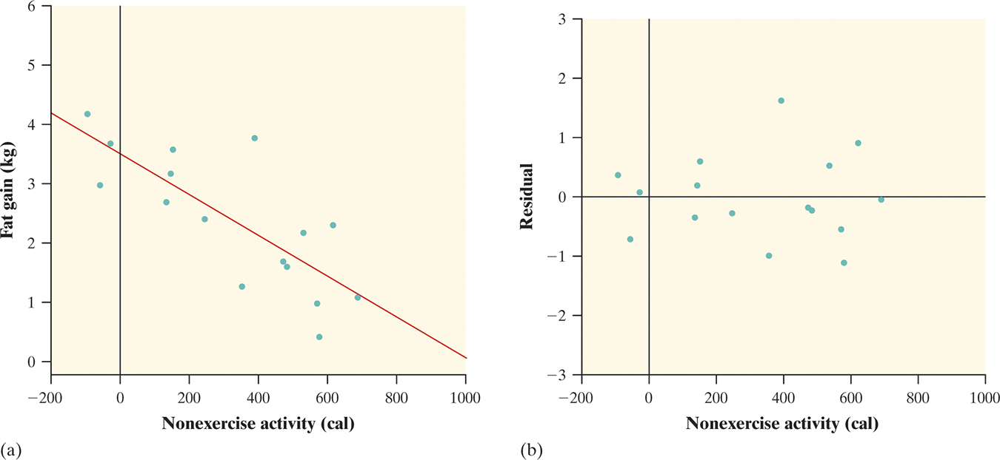 6
5
4
3
2
1
0
Fat gain (kg)
−200 0 200 400 600 800 1000
Nonexercise activity (cal)
(a)
3
2
1
0
−1
−2
−3
Residual
−200 0 200 400 600 800 1000
Nonexercise activity (cal)
(b)